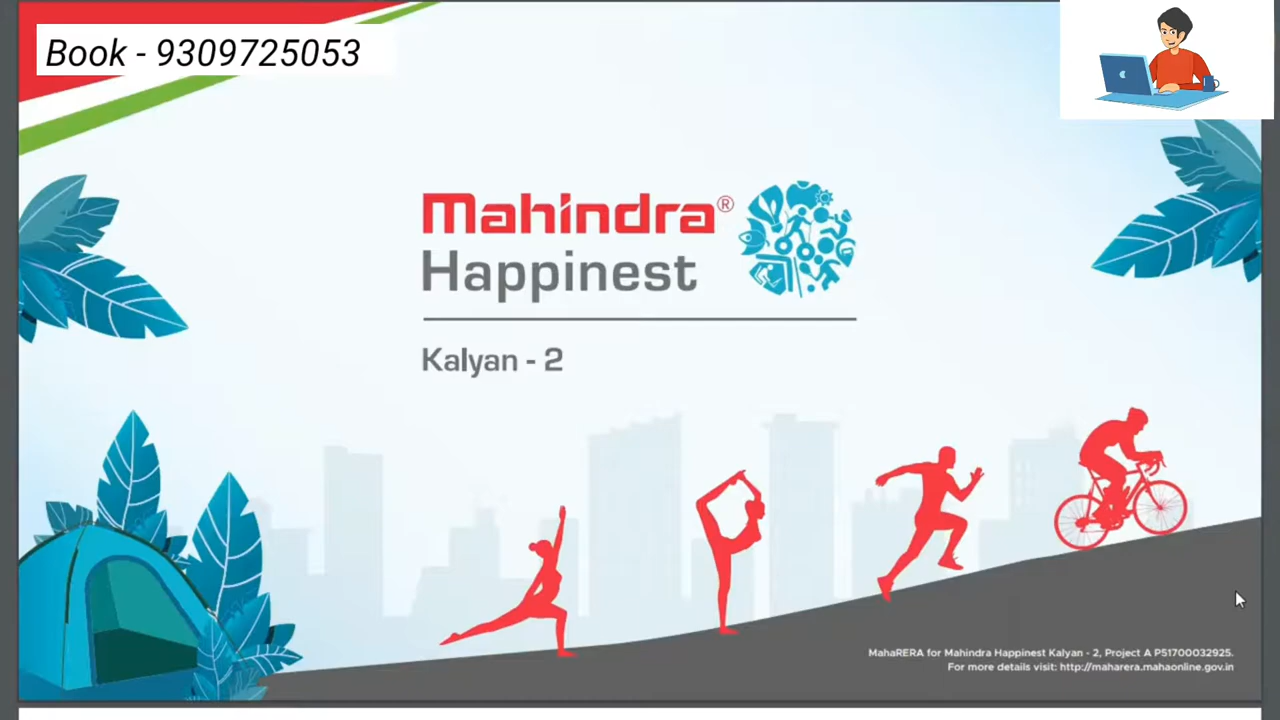 Book - 9309725053
Mahindra®
Happinest
Kalyan - 2
MahaRERA for Mahindra Happinest Kalyan - 2, Project A P51700032925.
For more details visit: http://maharera.mahaonline.gov.in